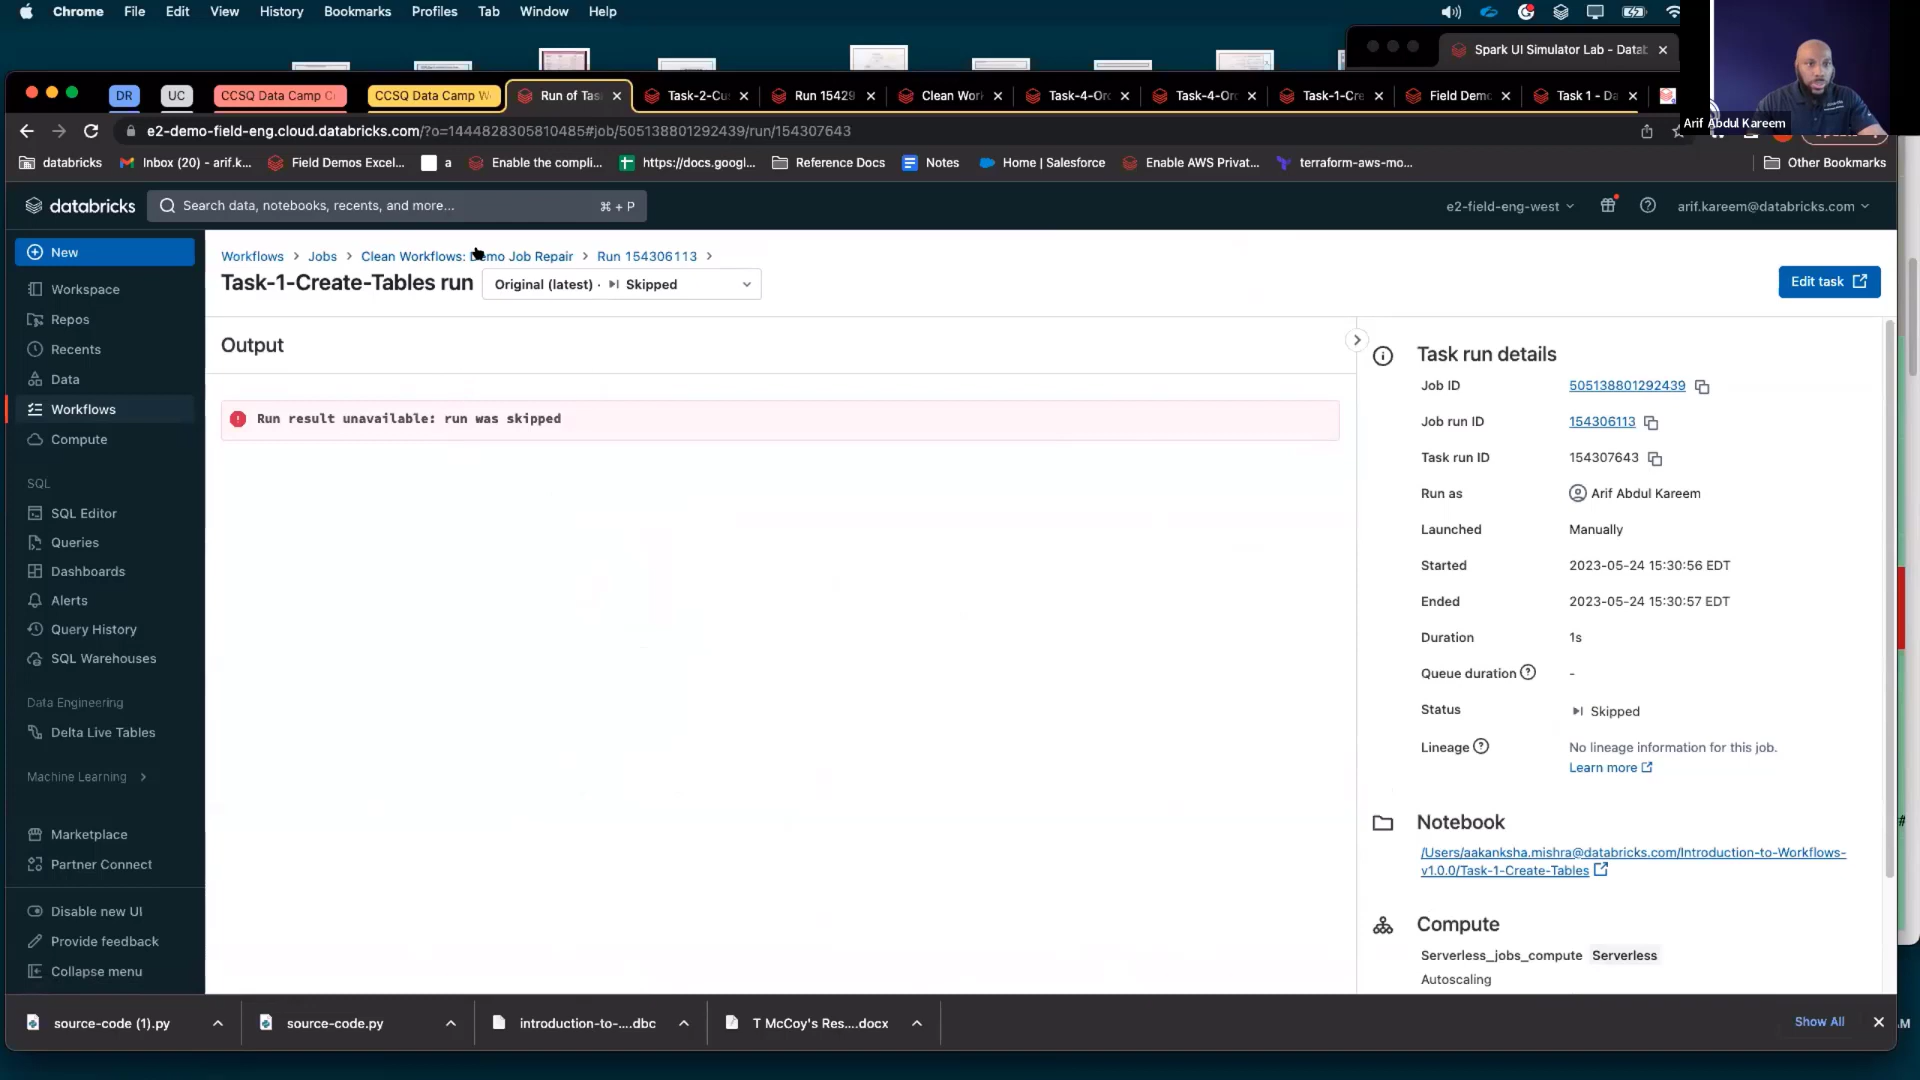 Chrome File Edit View History Bookmarks Profiles Tab Window Help
Spark UI Simulator Lab - Datab
DR UC CCSQ Data Camp C CCSQ Data Camp W Run of Tas Task-2-Cu Run 15429 Clean Work Task-4-Ord Task-4-Ord Task-1-Cre Field Demo Task 1 - Da
Arif Abdul Kareem
e2-demo-field-eng.cloud.databricks.com/?o=1444828305810485#job/505138801292439/run/154307643
databricks Inbox (20) - arif.k... Field Demos Excel... a Enable the compli... https://docs.googl... Reference Docs Notes Home | Salesforce Enable AWS Privat... terraform-aws-mo... Other Bookmarks
databricks
Search data, notebooks, recents, and more... ⌘ + P
e2-field-eng-west
arif.kareem@databricks.com
New
Workspace
Repos
Recents
Data
Workflows
Compute
SQL
SQL Editor
Queries
Dashboards
Alerts
Query History
SQL Warehouses
Data Engineering
Delta Live Tables
Machine Learning
Marketplace
Partner Connect
Disable new UI
Provide feedback
Collapse menu
Workflows > Jobs > Clean Workflows: Demo Job Repair > Run 154306113 >
Task-1-Create-Tables run
Original (latest) · Skipped
Edit task
Output
Run result unavailable: run was skipped
Task run details
Job ID 505138801292439
Job run ID 154306113
Task run ID 154307643
Run as Arif Abdul Kareem
Launched Manually
Started 2023-05-24 15:30:56 EDT
Ended 2023-05-24 15:30:57 EDT
Duration 1s
Queue duration -
Status Skipped
Lineage No lineage information for this job.
Learn more
Notebook
/Users/aakanksha.mishra@databricks.com/Introduction-to-Workflows-
v1.0.0/Task-1-Create-Tables
Compute
Serverless_jobs_compute Serverless
Autoscaling
source-code (1).py
source-code.py
introduction-to-....dbc
T McCoy's Res....docx
Show All